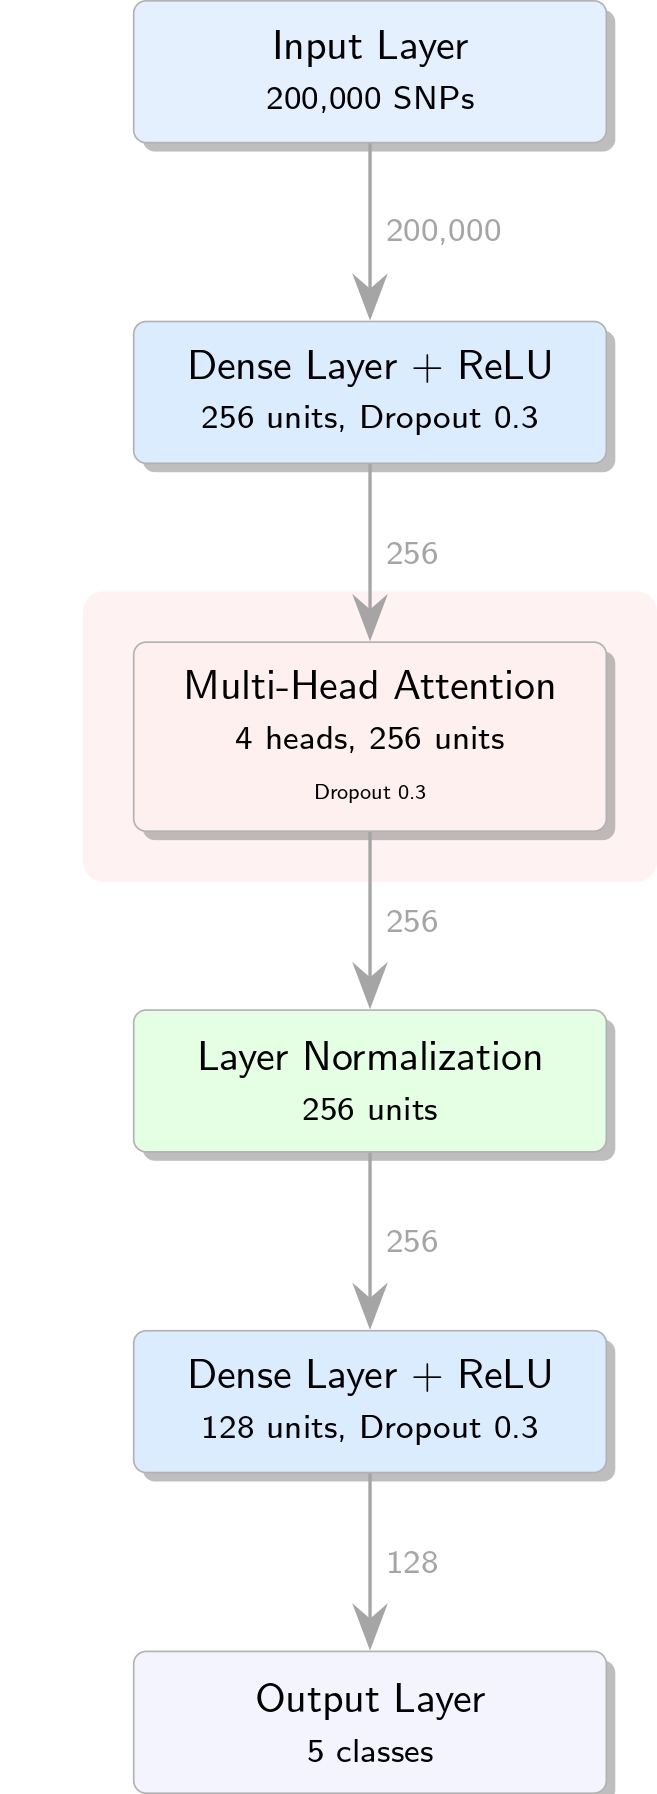 Input Layer
200,000 SNPs
200,000
Dense Layer + ReLU
256 units, Dropout 0.3
256
Multi-Head Attention
4 heads, 256 units
Dropout 0.3
256
Layer Normalization
256 units
256
Dense Layer + ReLU
128 units, Dropout 0.3
128
Output Layer
5 classes